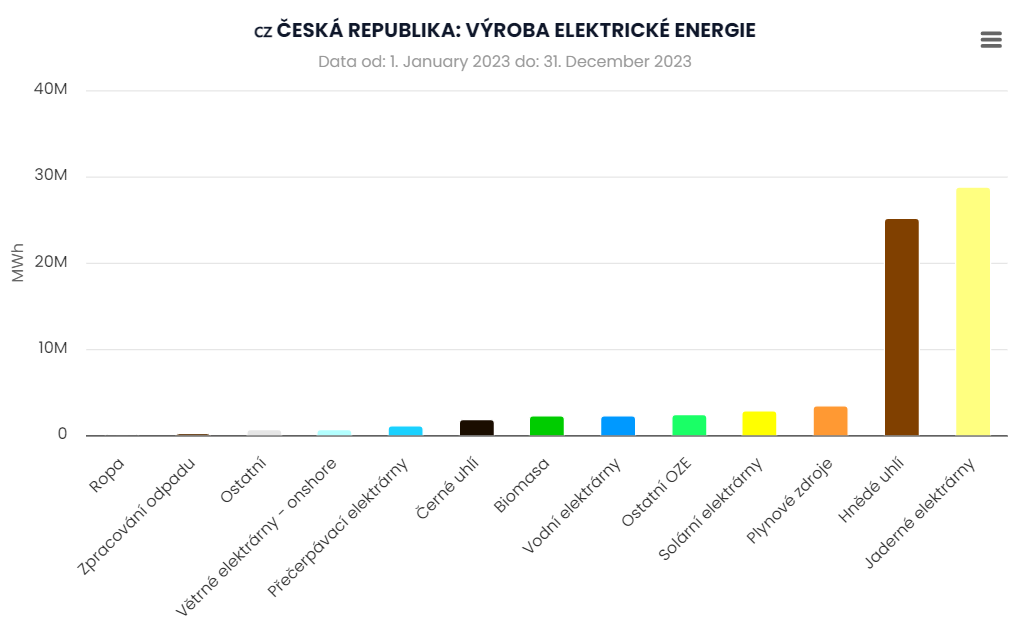 CZ ČESKÁ REPUBLIKA: VÝROBA ELEKTRICKÉ ENERGIE
Data od: 1. January 2023 do: 31. December 2023
40M
30M
20M
10M
0
MWh
Ropa
Zpracování odpadu
Ostatní
Větrné elektrárny - onshore
Přečerpávací elektrárny
Černé uhlí
Biomasa
Vodní elektrárny
Ostatní OZE
Solární elektrárny
Plynové zdroje
Hnědé uhlí
Jaderné elektrárny